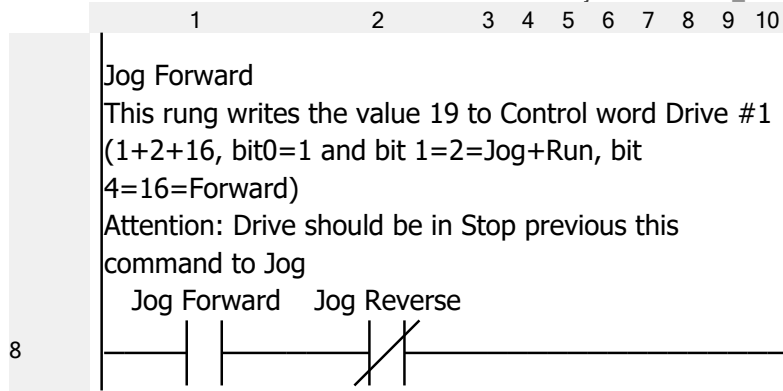 1 2 3 4 5 6 7 8 9 10
Jog Forward
This rung writes the value 19 to Control word Drive #1
(1+2+16, bit0=1 and bit 1=2=Jog+Run, bit
4=16=Forward)
Attention: Drive should be in Stop previous this
command to Jog
Jog Forward Jog Reverse
8